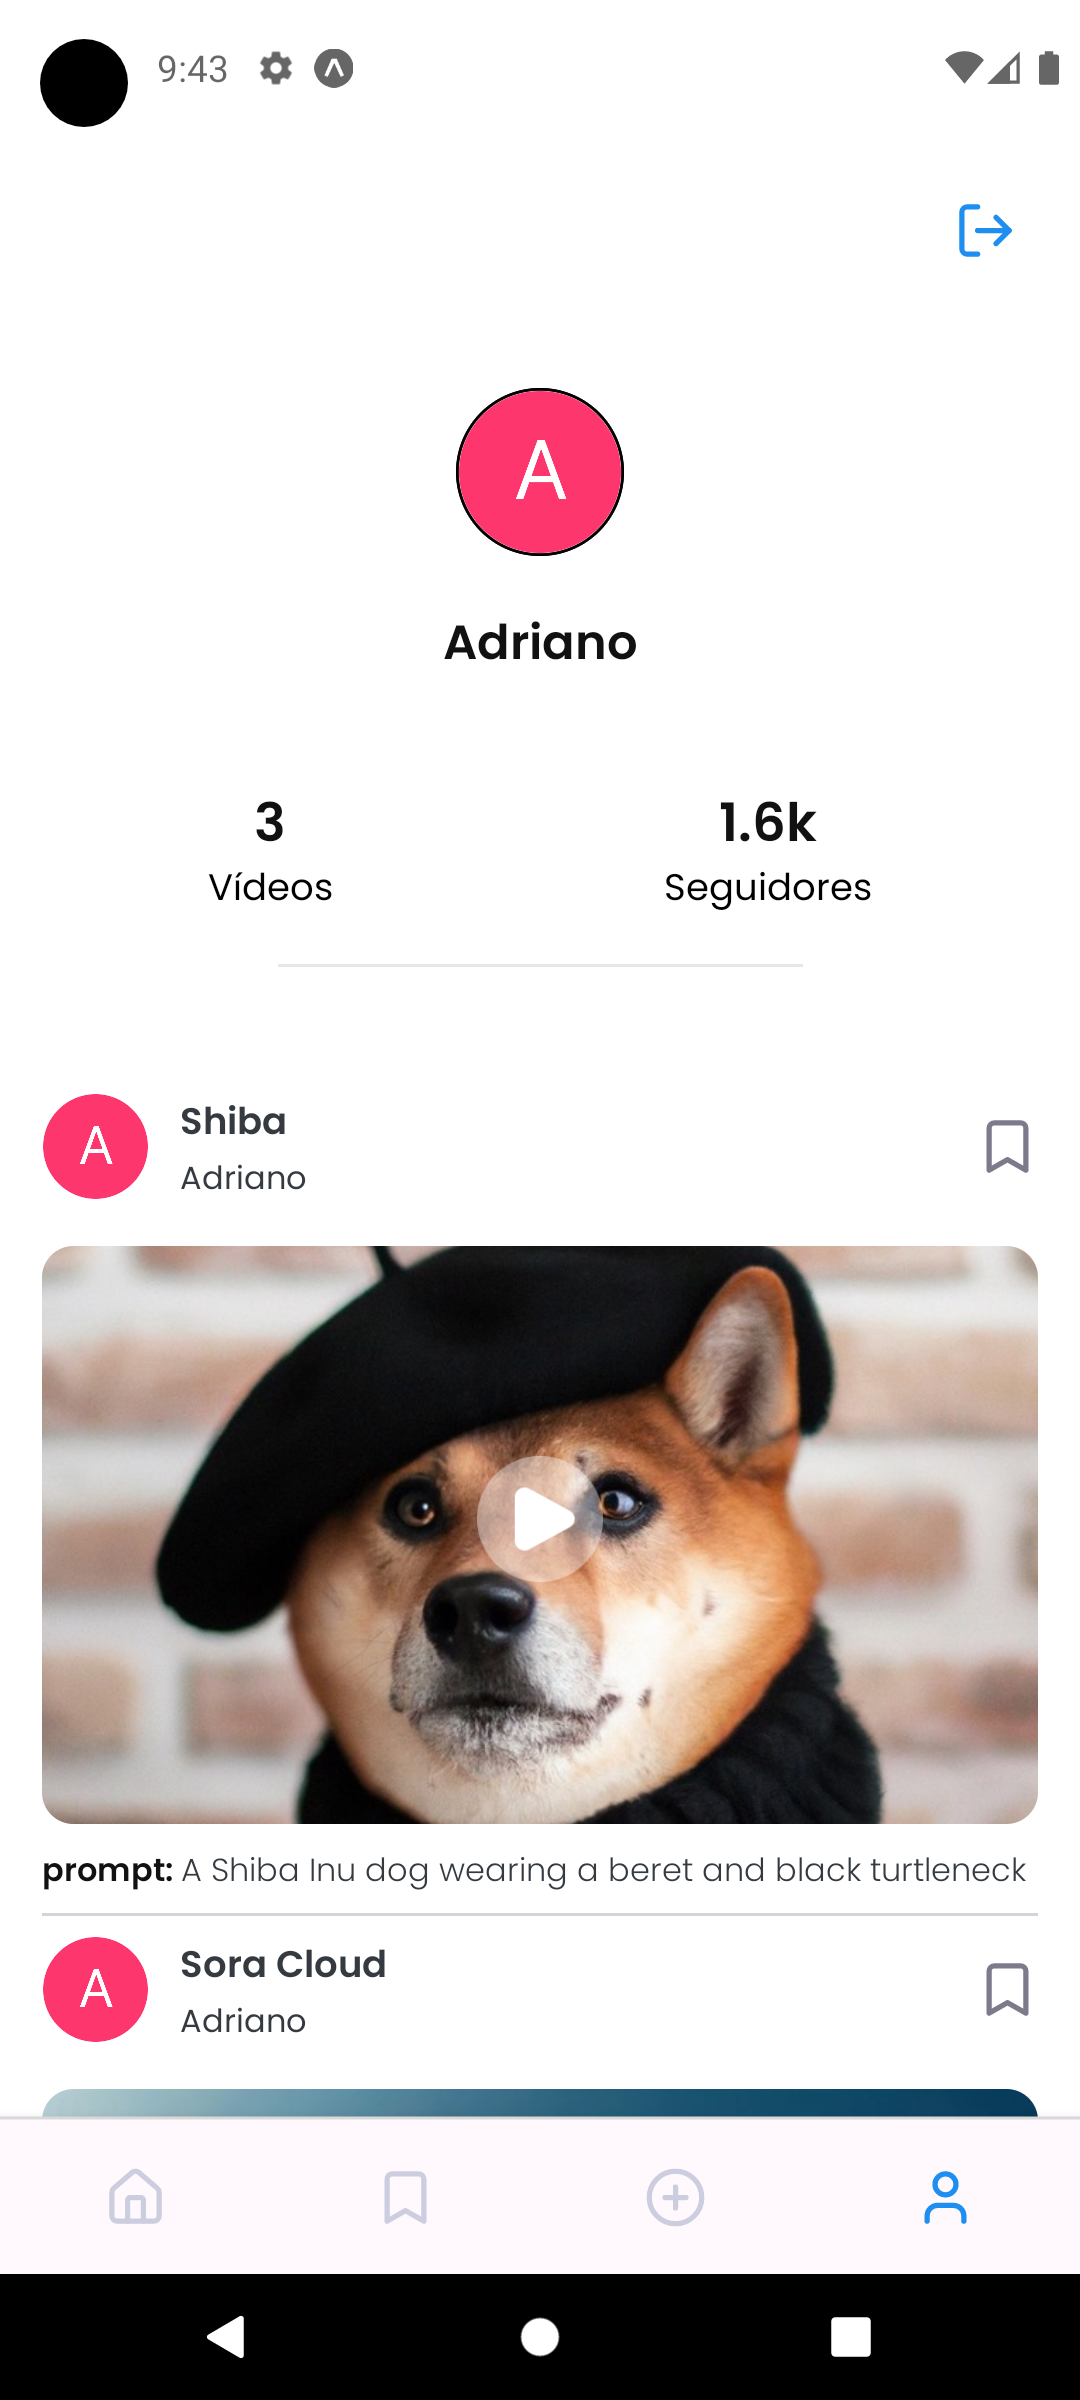 9:43
A
Adriano
3
1.6k
Vídeos
Seguidores
A
Shiba
Adriano
prompt: A Shiba Inu dog wearing a beret and black turtleneck
A
Sora Cloud
Adriano